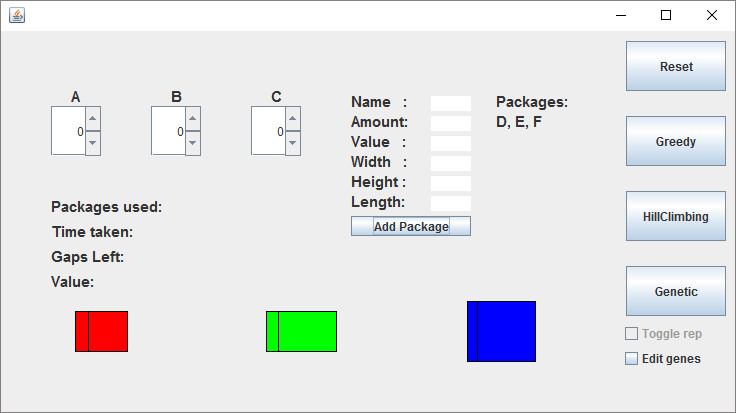 A B C
0 0 0
Name :
Amount:
Value :
Width :
Height :
Length:
Add Package
Packages:
D, E, F
Packages used:
Time taken:
Gaps Left:
Value:
Reset
Greedy
HillClimbing
Genetic
Toggle rep
Edit genes